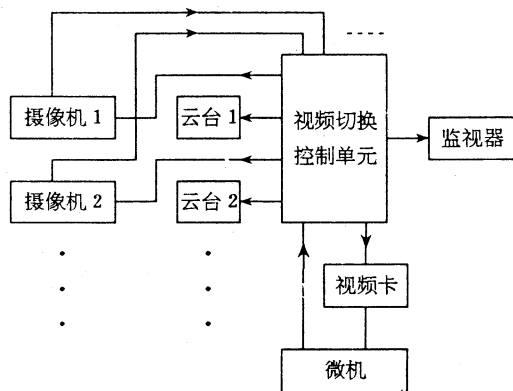 摄像机 1
云台 1
视频切换
控制单元
监视器
摄像机 2
云台 2
视频卡
微机